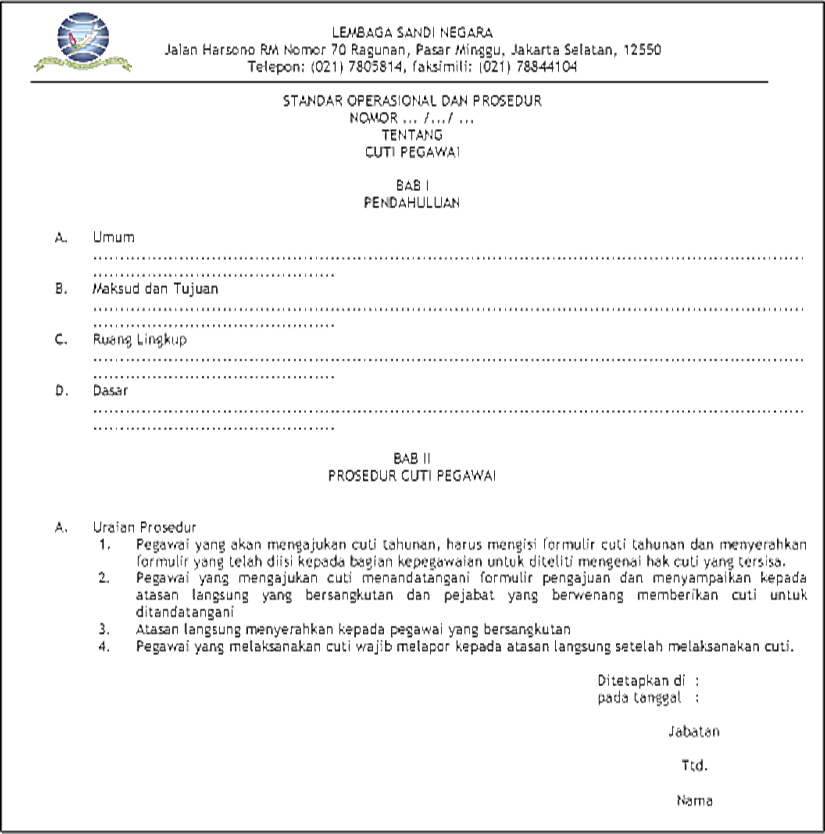 LEMBAGA SANDI NEGARA
Jalan Harsono RM Nomor 70 Ragunan, Pasar Minggu, Jakarta Selatan, 12550
Telepon: (021) 7805814, faksimili: (021) 78844104
STANDAR OPERASIONAL DAN PROSEDUR
NOMOR ... /.../ ...
TENTANG
CUTI PEGAWAI
BAB I
PENDAHULUAN
A. Umum
................................................................................................................................
............................................
B. Maksud dan Tujuan
................................................................................................................................
............................................
C. Ruang Lingkup
................................................................................................................................
............................................
D. Dasar
................................................................................................................................
............................................
BAB II
PROSEDUR CUTI PEGAWAI
A. Uraian Prosedur
1. Pegawai yang akan mengajukan cuti tahunan, harus mengisi formulir cuti tahunan dan menyerahkan
formulir yang telah diisi kepada bagian kepegawaian untuk diteliti mengenai hak cuti yang tersisa.
2. Pegawai yang mengajukan cuti menandatangani formulir pengajuan dan menyampaikan kepada
atasan langsung yang bersangkutan dan pejabat yang berwenang memberikan cuti untuk
ditandatangani
3. Atasan langsung menyerahkan kepada pegawai yang bersangkutan
4. Pegawai yang melaksanakan cuti wajib melapor kepada atasan langsung setelah melaksanakan cuti.
Ditetapkan di :
pada tanggal :
Jabatan
Ttd.
Nama